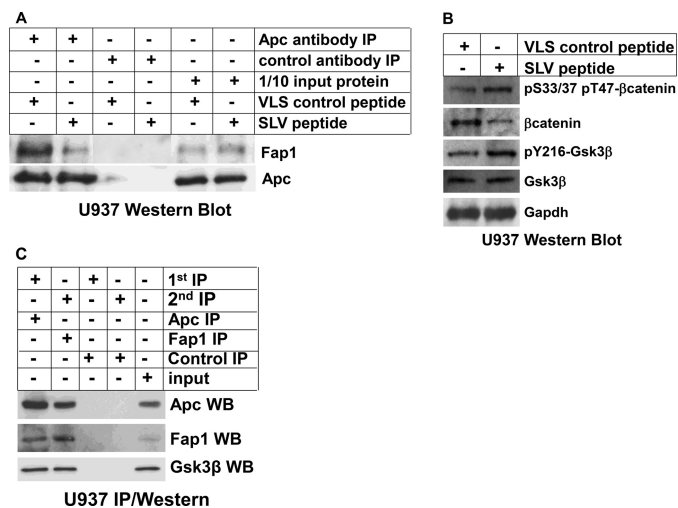 A
+ + - - - - Apc antibody IP
- - + + - - control antibody IP
- - - - + + 1/10 input protein
+ - + - + - VLS control peptide
- + - + - + SLV peptide
Fap1
Apc
U937 Western Blot
B
+ - VLS control peptide
- + SLV peptide
pS33/37 pT47-βcatenin
βcatenin
pY216-Gsk3β
Gsk3β
Gapdh
U937 Western Blot
C
+ - + - - 1st IP
- + - + - 2nd IP
+ - - - - Apc IP
- + - - - Fap1 IP
- - + + - Control IP
- - - - + input
Apc WB
Fap1 WB
Gsk3β WB
U937 IP/Western